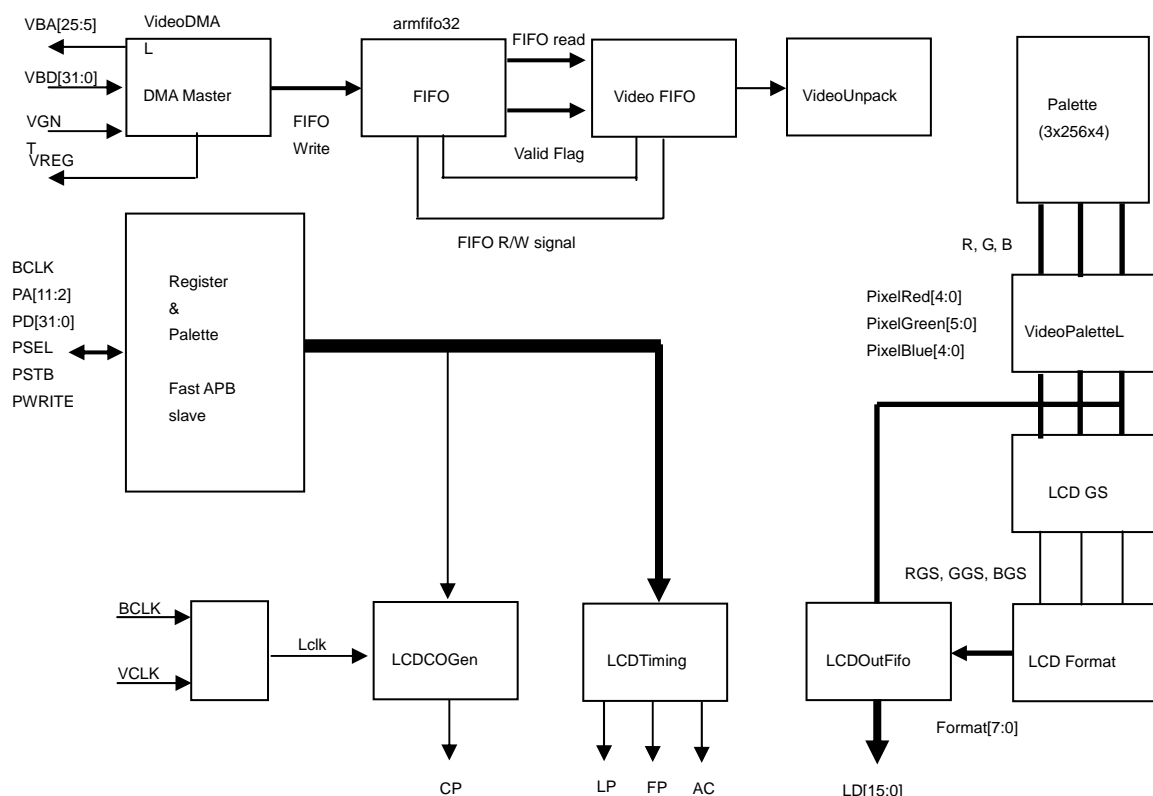 VBA[25:5]
VideoDMA
L
VBD[31:0]
DMA Master
VGN
T
VREG
FIFO
Write
armfifo32
FIFO
FIFO read
Video FIFO
Valid Flag
FIFO R/W signal
VideoUnpack
Palette
(3x256x4)
R, G, B
BCLK
PA[11:2]
PD[31:0]
PSEL
PSTB
PWRITE
Register
&
Palette
Fast APB
slave
PixelRed[4:0]
PixelGreen[5:0]
PixelBlue[4:0]
VideoPaletteL
LCD GS
RGS, GGS, BGS
BCLK
VCLK
Lclk
LCDCOGen
LCDTiming
LCDOutFifo
LCD Format
Format[7:0]
CP
LP
FP
AC
LD[15:0]